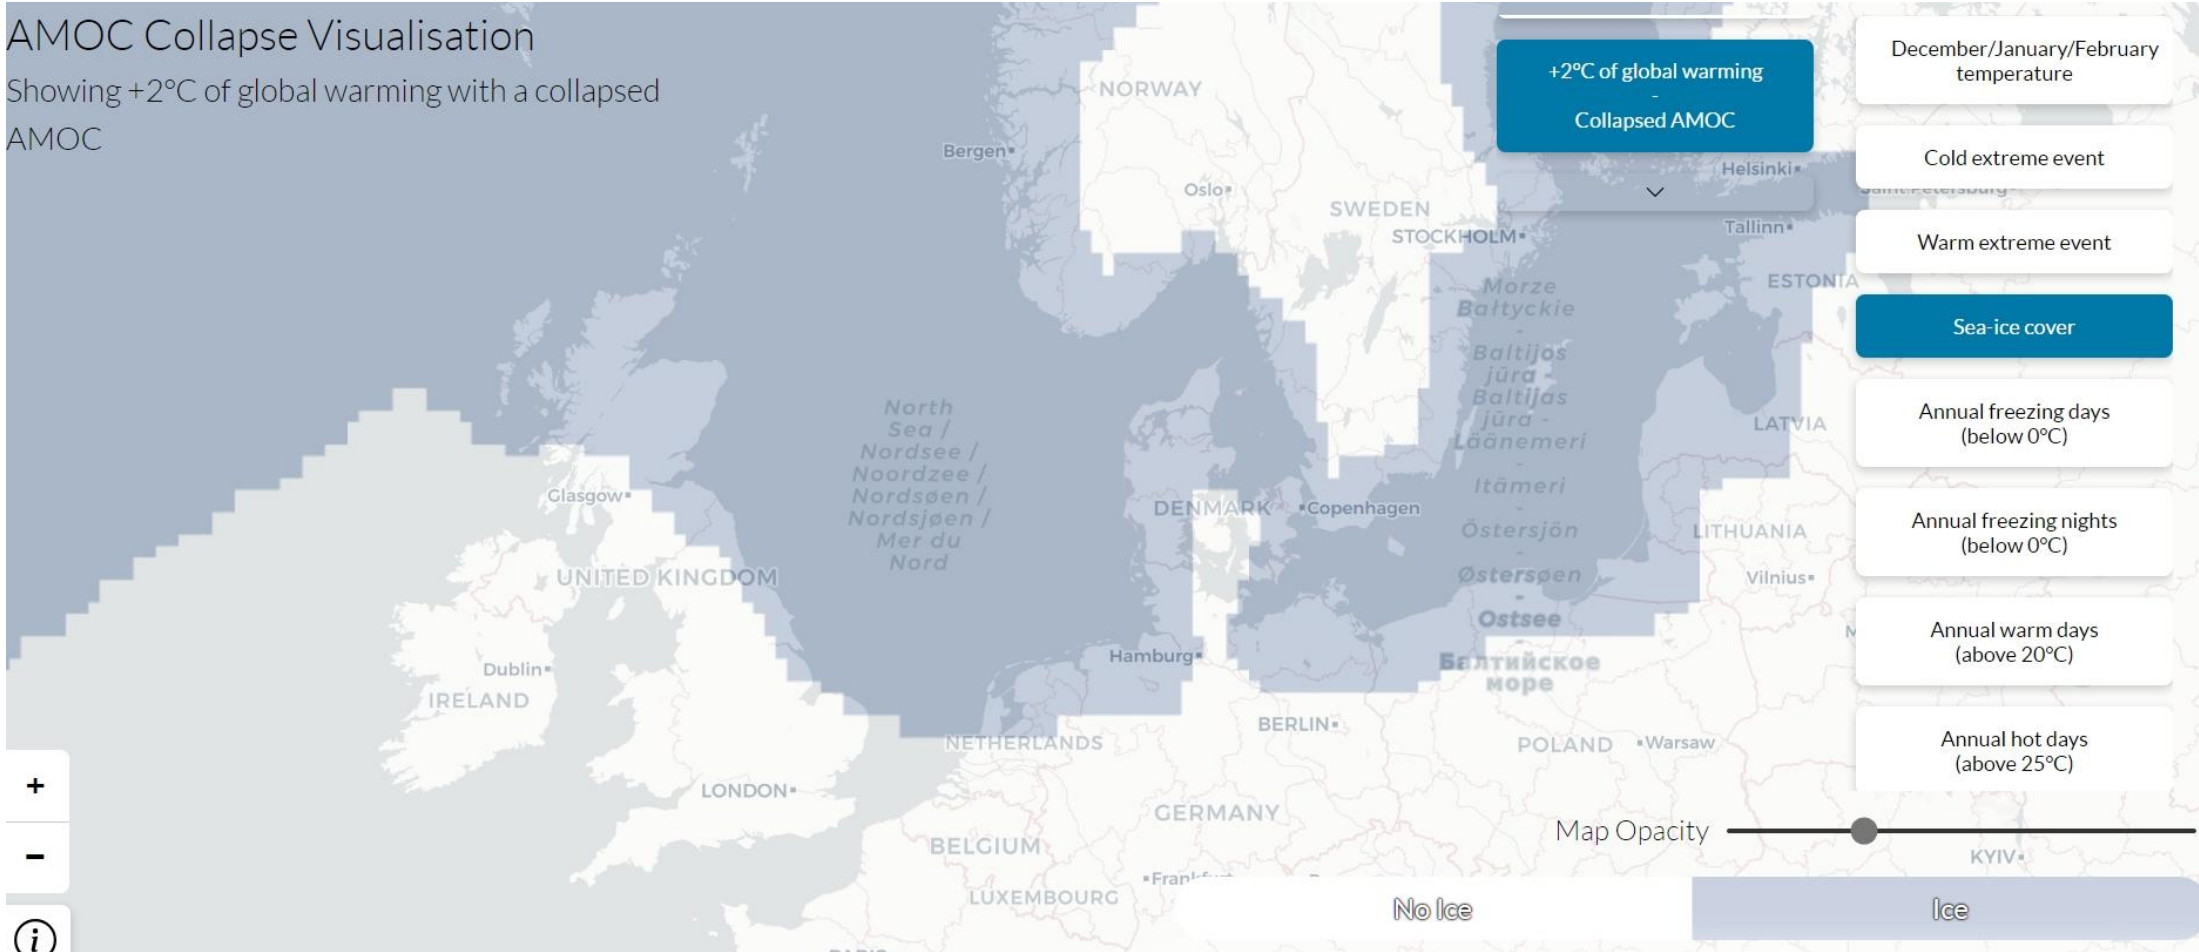 AMOC Collapse Visualisation
Showing +2°C of global warming with a collapsed
AMOC
+2°C of global warming
-
Collapsed AMOC
December/January/February
temperature
Cold extreme event
Warm extreme event
Sea-ice cover
Annual freezing days
(below 0°C)
Annual freezing nights
(below 0°C)
Annual warm days
(above 20°C)
Annual hot days
(above 25°C)
NORWAY
Bergen
Oslo
SWEDEN
STOCKHOLM
Helsinki
Saint Petersburg
Tallinn
ESTONIA
Morze
Bałtyckie
-
Baltijos
jūra -
Baltijas
jūra -
Läänemeri
-
Itämeri
-
Östersjön
-
Østersøen
-
Ostsee
-
Балтийское
море
North
Sea /
Nordsee /
Noordzee /
Nordsøen /
Nordsjøen /
Mer du
Nord
LATVIA
Glasgow
DENMARK
Copenhagen
LITHUANIA
Vilnius
UNITED KINGDOM
Dublin
IRELAND
Hamburg
BERLIN
NETHERLANDS
POLAND
Warsaw
LONDON
GERMANY
BELGIUM
LUXEMBOURG
KYIV
+
−
i
Map Opacity
No Ice
Ice